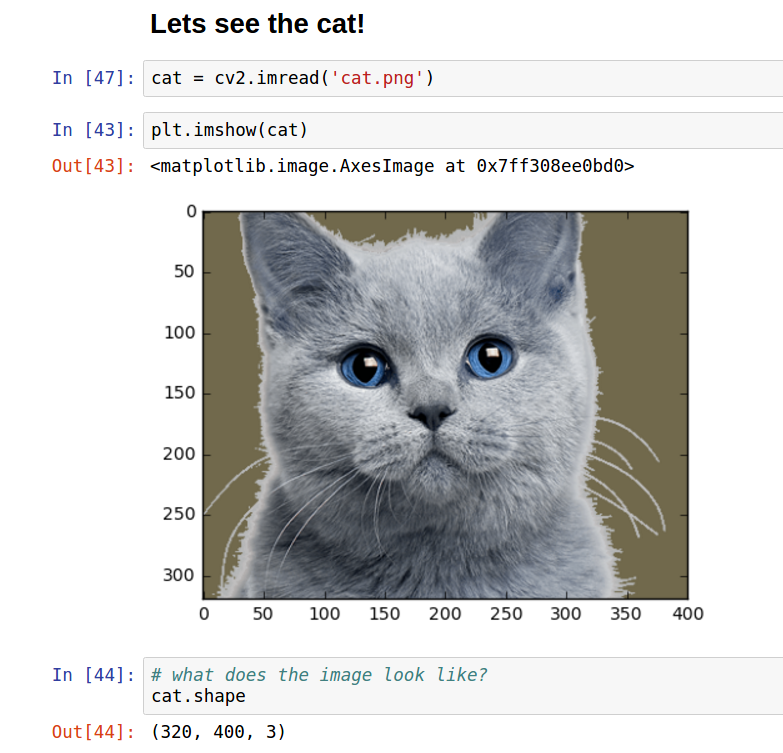 Lets see the cat!
In [47]: cat = cv2.imread('cat.png')
In [43]: plt.imshow(cat)
Out[43]: <matplotlib.image.AxesImage at 0x7ff308ee0bd0>
0
50
100
150
200
250
300
0 50 100 150 200 250 300 350 400
In [44]: # what does the image look like?
cat.shape
Out[44]: (320, 400, 3)